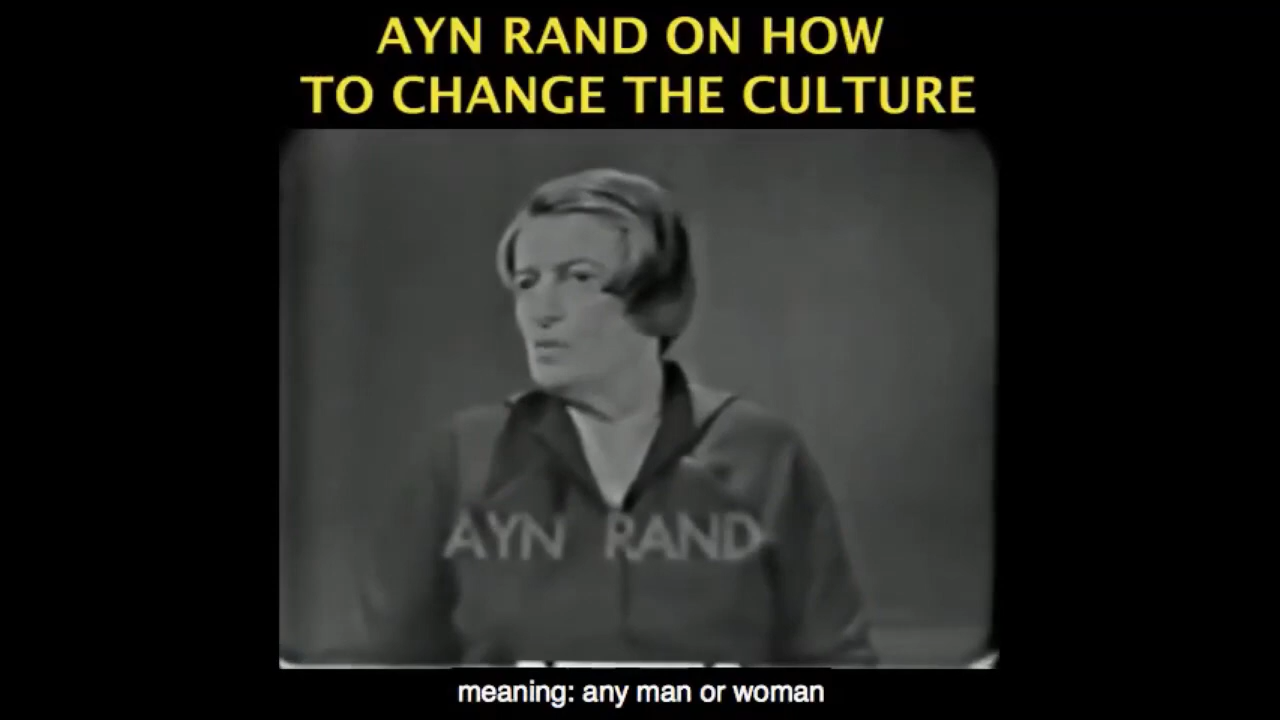 AYN RAND ON HOW
TO CHANGE THE CULTURE
AYN RAND
meaning: any man or woman